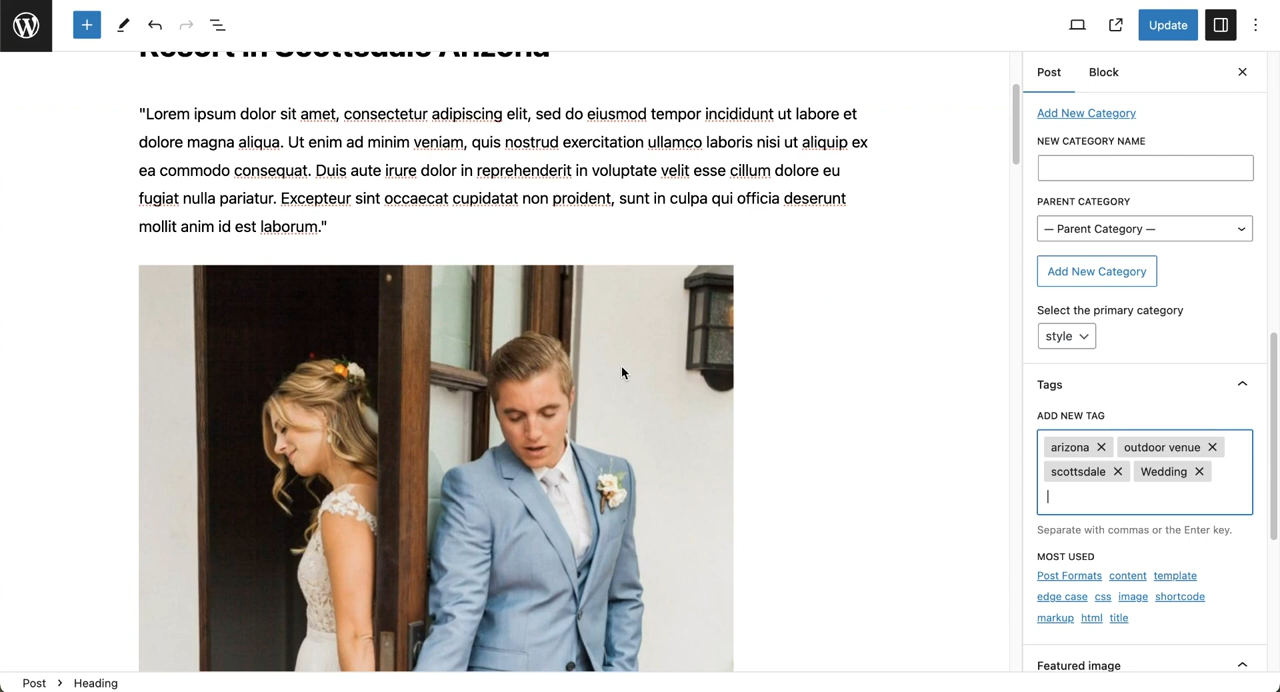 Update
Resort in Scottsdale Arizona
"Lorem ipsum dolor sit amet, consectetur adipiscing elit, sed do eiusmod tempor incididunt ut labore et
dolore magna aliqua. Ut enim ad minim veniam, quis nostrud exercitation ullamco laboris nisi ut aliquip ex
ea commodo consequat. Duis aute irure dolor in reprehenderit in voluptate velit esse cillum dolore eu
fugiat nulla pariatur. Excepteur sint occaecat cupidatat non proident, sunt in culpa qui officia deserunt
mollit anim id est laborum."
Post Block
Add New Category
NEW CATEGORY NAME
PARENT CATEGORY
— Parent Category —
Add New Category
Select the primary category
style
Tags
ADD NEW TAG
arizona outdoor venue
scottsdale Wedding
Separate with commas or the Enter key.
MOST USED
Post Formats content template
edge case css image shortcode
markup html title
Featured image
Post > Heading